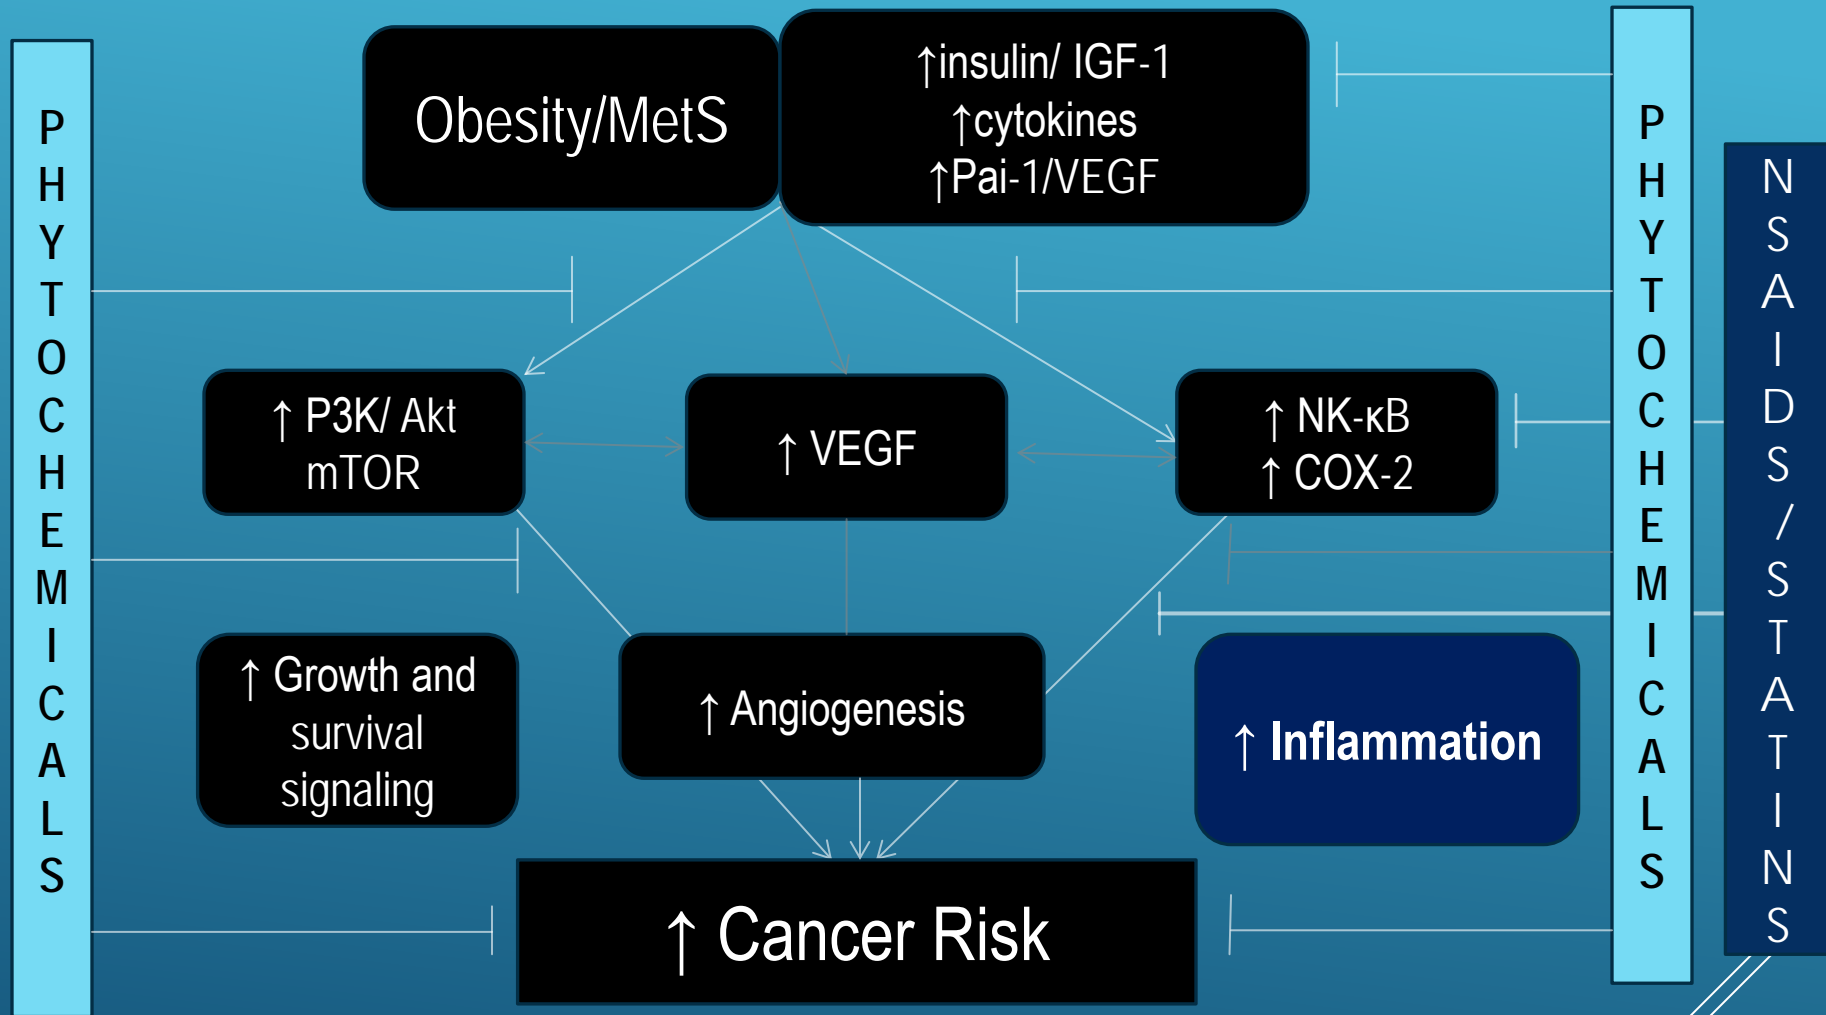 PHYTOCHEMICALS
Obesity/MetS
↑insulin/ IGF-1
↑cytokines
↑Pai-1/VEGF
PHYTOCHEMICALS
NSAIDS/STATINS
↑ P3K/ Akt
mTOR
↑ VEGF
↑ NK-κB
↑ COX-2
↑ Growth and
survival
signaling
↑ Angiogenesis
↑ Inflammation
↑ Cancer Risk